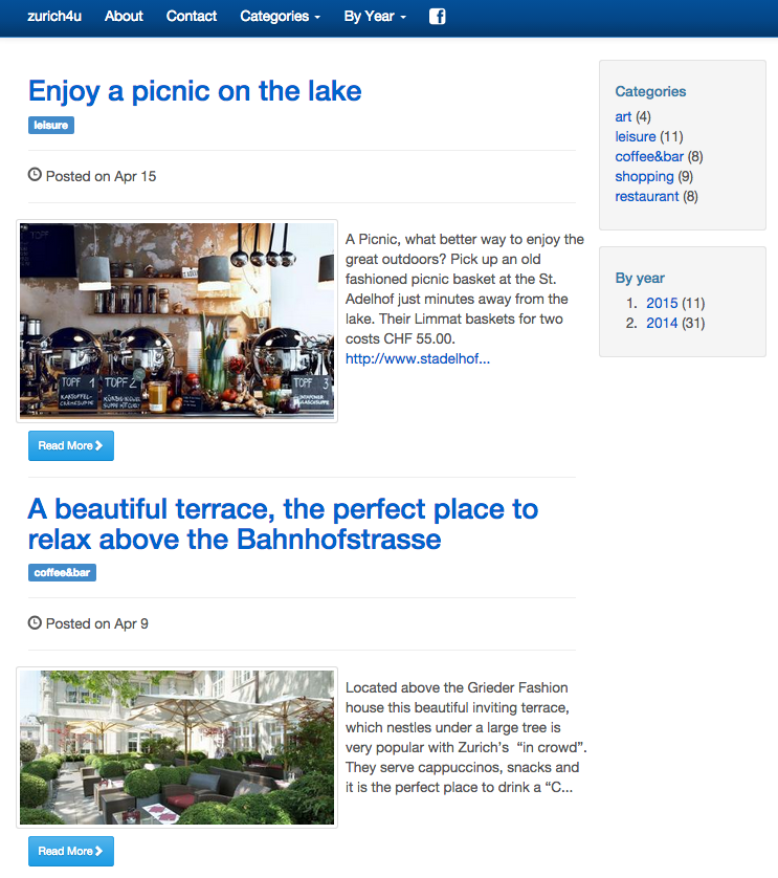 zurich4u About Contact Categories By Year f
Enjoy a picnic on the lake
leisure
Posted on Apr 15
TOPF 1
TOPF 2
TOPF 3
A Picnic, what better way to enjoy the
great outdoors? Pick up an old
fashioned picnic basket at the St.
Adelhof just minutes away from the
lake. Their Limmat baskets for two
costs CHF 55.00.
http://www.stadelhof...
Read More
A beautiful terrace, the perfect place to
relax above the Bahnhofstrasse
coffee&bar
Posted on Apr 9
Located above the Grieder Fashion
house this beautiful inviting terrace,
which nestles under a large tree is
very popular with Zurich’s “in crowd”.
They serve cappuccinos, snacks and
it is the perfect place to drink a “C...
Read More
Categories
art (4)
leisure (11)
coffee&bar (8)
shopping (9)
restaurant (8)
By year
1. 2015 (11)
2. 2014 (31)